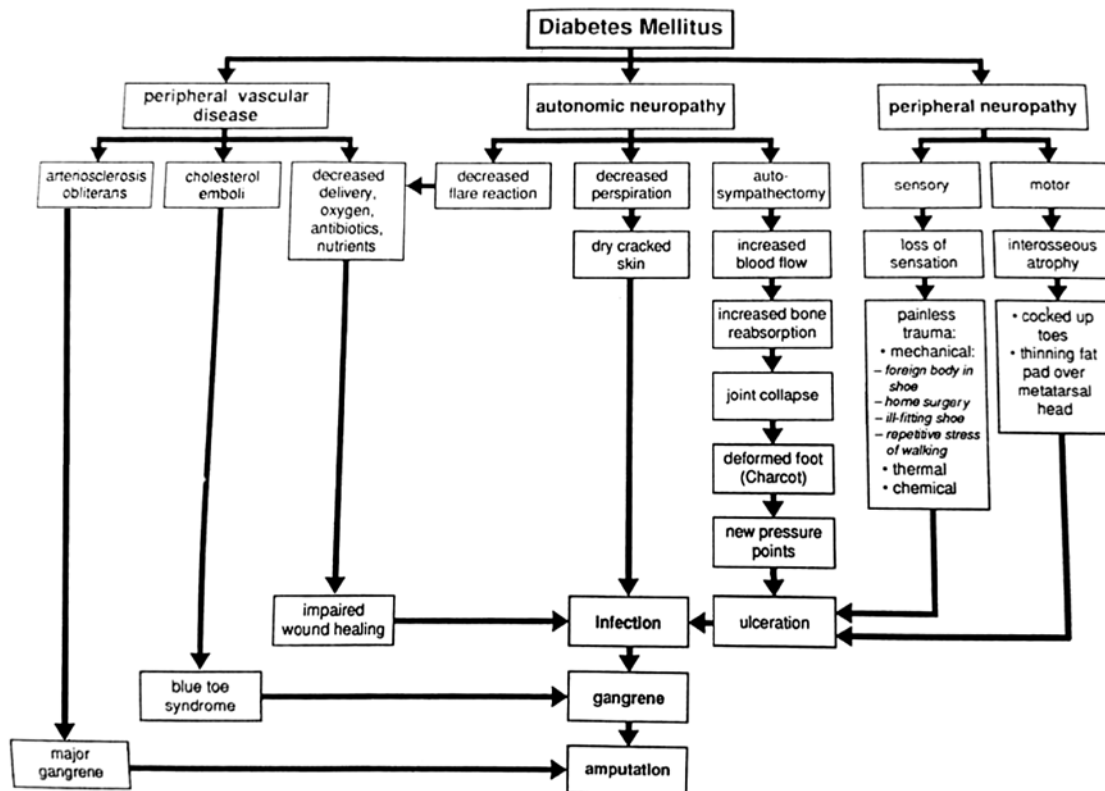 Diabetes Mellitus
peripheral vascular
disease
autonomic neuropathy
peripheral neuropathy
artenosclerosis
obliterans
cholesterol
emboli
decreased
delivery,
oxygen,
antibiotics,
nutrients
decreased
flare reaction
decreased
perspiration
auto-
sympathectomy
sensory
motor
dry cracked
skin
increased
blood flow
loss of
sensation
interosseous
atrophy
increased bone
reabsorption
painless
trauma:
• mechanical:
– foreign body in
shoe
– home surgery
– ill-fitting shoe
– repetitive stress
of walking
• thermal
• chemical
• cocked up
toes
• thinning fat
pad over
metatarsal
head
joint collapse
deformed foot
(Charcot)
new pressure
points
impaired
wound healing
Infection
ulceration
blue toe
syndrome
gangrene
major
gangrene
amputation